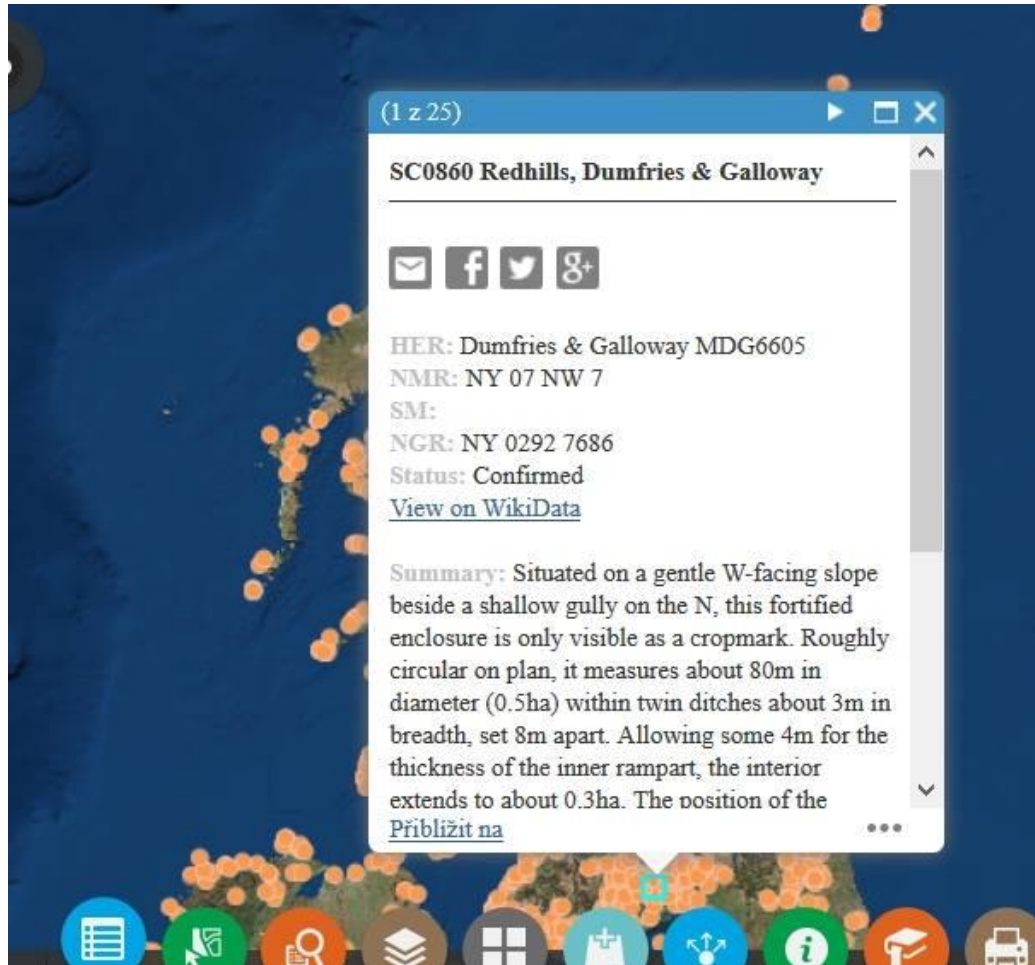 (1 z 25)
SC0860 Redhills, Dumfries & Galloway
HER: Dumfries & Galloway MDG6605
NMR: NY 07 NW 7
SM:
NGR: NY 0292 7686
Status: Confirmed
View on WikiData
Summary: Situated on a gentle W-facing slope
beside a shallow gully on the N, this fortified
enclosure is only visible as a cropmark. Roughly
circular on plan, it measures about 80m in
diameter (0.5ha) within twin ditches about 3m in
breadth, set 8m apart. Allowing some 4m for the
thickness of the inner rampart, the interior
extends to about 0.3ha. The position of the
Přiblížit na